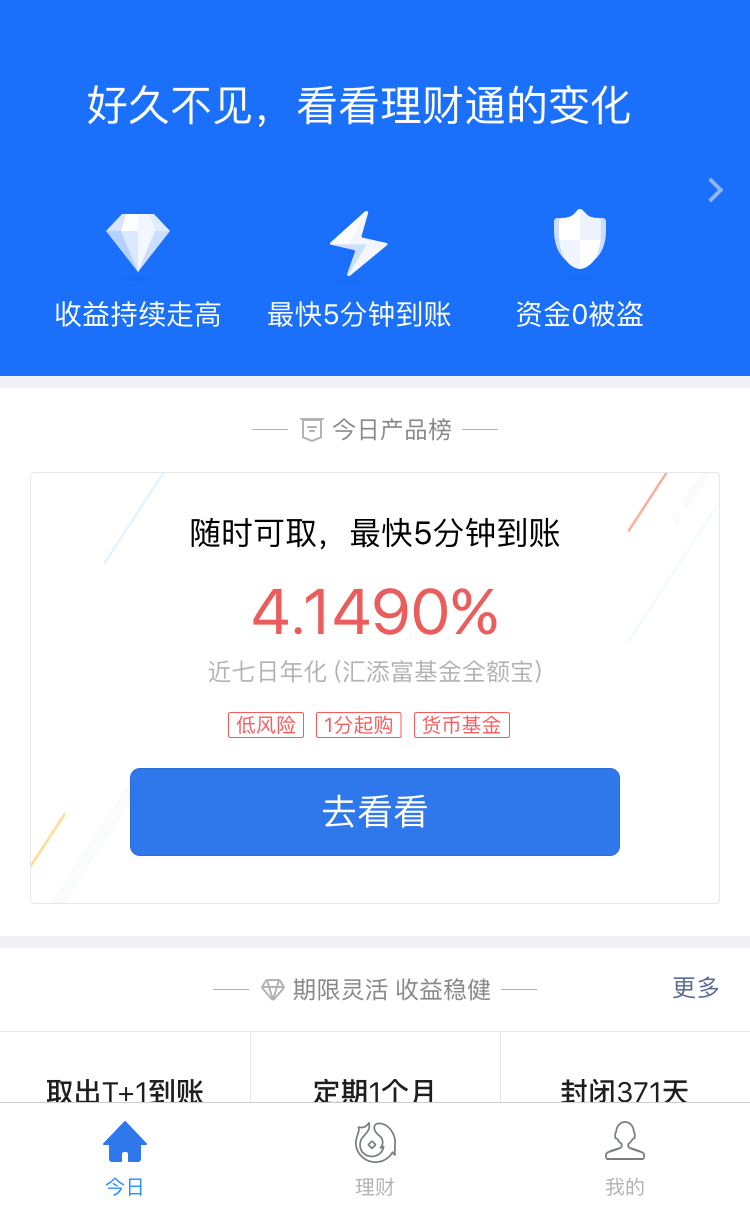 好久不见，看看理财通的变化
收益持续走高
最快5分钟到账
资金0被盗
今日产品榜
随时可取，最快5分钟到账
4.1490%
近七日年化 (汇添富基金全额宝)
低风险 1分起购 货币基金
去看看
期限灵活 收益稳健
更多
取出T+1到账
定期1个月
封闭371天
今日
理财
我的